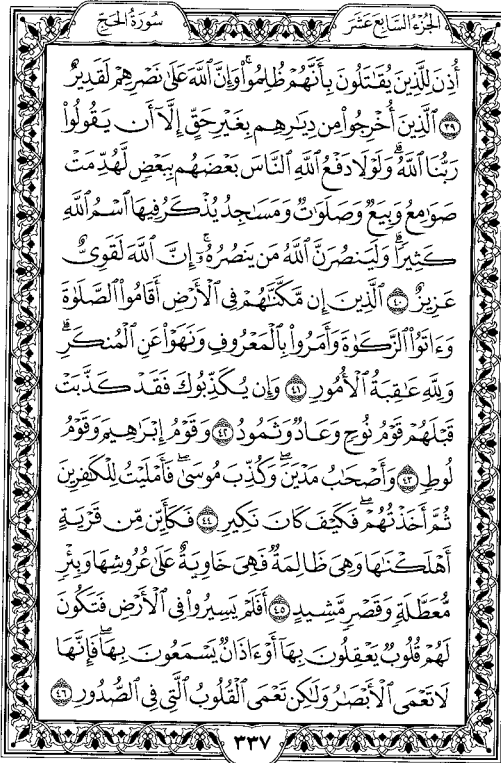 الجزء السابع عشر
سورة الحج
أُذِنَ لِلَّذِينَ يُقَٰتَلُونَ بِأَنَّهُمْ ظُلِمُوا۟ ۚ وَإِنَّ ٱللَّهَ عَلَىٰ نَصْرِهِمْ لَقَدِيرٌ
٣٩ ٱلَّذِينَ أُخْرِجُوا۟ مِن دِيَٰرِهِم بِغَيْرِ حَقٍّ إِلَّآ أَن يَقُولُوا۟
رَبُّنَا ٱللَّهُ ۗ وَلَوْلَا دَفْعُ ٱللَّهِ ٱلنَّاسَ بَعْضَهُم بِبَعْضٍ لَّهُدِّمَتْ
صَوَٰمِعُ وَبِيَعٌ وَصَلَوَٰتٌ وَمَسَٰجِدُ يُذْكَرُ فِيهَا ٱسْمُ ٱللَّهِ
كَثِيرًا ۗ وَلَيَنصُرَنَّ ٱللَّهُ مَن يَنصُرُهُۥٓ ۗ إِنَّ ٱللَّهَ لَقَوِىٌّ
عَزِيزٌ ٤٠ ٱلَّذِينَ إِن مَّكَّنَّٰهُمْ فِى ٱلْأَرْضِ أَقَامُوا۟ ٱلصَّلَوٰةَ
وَءَاتَوُا۟ ٱلزَّكَوٰةَ وَأَمَرُوا۟ بِٱلْمَعْرُوفِ وَنَهَوْا۟ عَنِ ٱلْمُنكَرِ ۗ
وَلِلَّهِ عَٰقِبَةُ ٱلْأُمُورِ ٤١ وَإِن يُكَذِّبُوكَ فَقَدْ كَذَّبَتْ
قَبْلَهُمْ قَوْمُ نُوحٍ وَعَادٌ وَثَمُودُ ٤٢ وَقَوْمُ إِبْرَٰهِيمَ وَقَوْمُ
لُوطٍ ٤٣ وَأَصْحَٰبُ مَدْيَنَ ۖ وَكُذِّبَ مُوسَىٰ فَأَمْلَيْتُ لِلْكَٰفِرِينَ
ثُمَّ أَخَذْتُهُمْ ۖ فَكَيْفَ كَانَ نَكِيرِ ٤٤ فَكَأَيِّن مِّن قَرْيَةٍ
أَهْلَكْنَٰهَا وَهِىَ ظَالِمَةٌ فَهِىَ خَاوِيَةٌ عَلَىٰ عُرُوشِهَا وَبِئْرٍ
مُّعَطَّلَةٍ وَقَصْرٍ مَّشِيدٍ ٤٥ أَفَلَمْ يَسِيرُوا۟ فِى ٱلْأَرْضِ فَتَكُونَ
لَهُمْ قُلُوبٌ يَعْقِلُونَ بِهَآ أَوْ ءَاذَانٌ يَسْمَعُونَ بِهَا ۖ فَإِنَّهَا
لَا تَعْمَى ٱلْأَبْصَٰرُ وَلَٰكِن تَعْمَى ٱلْقُلُوبُ ٱلَّتِى فِى ٱلصُّدُورِ ٤٦
٣٣٧